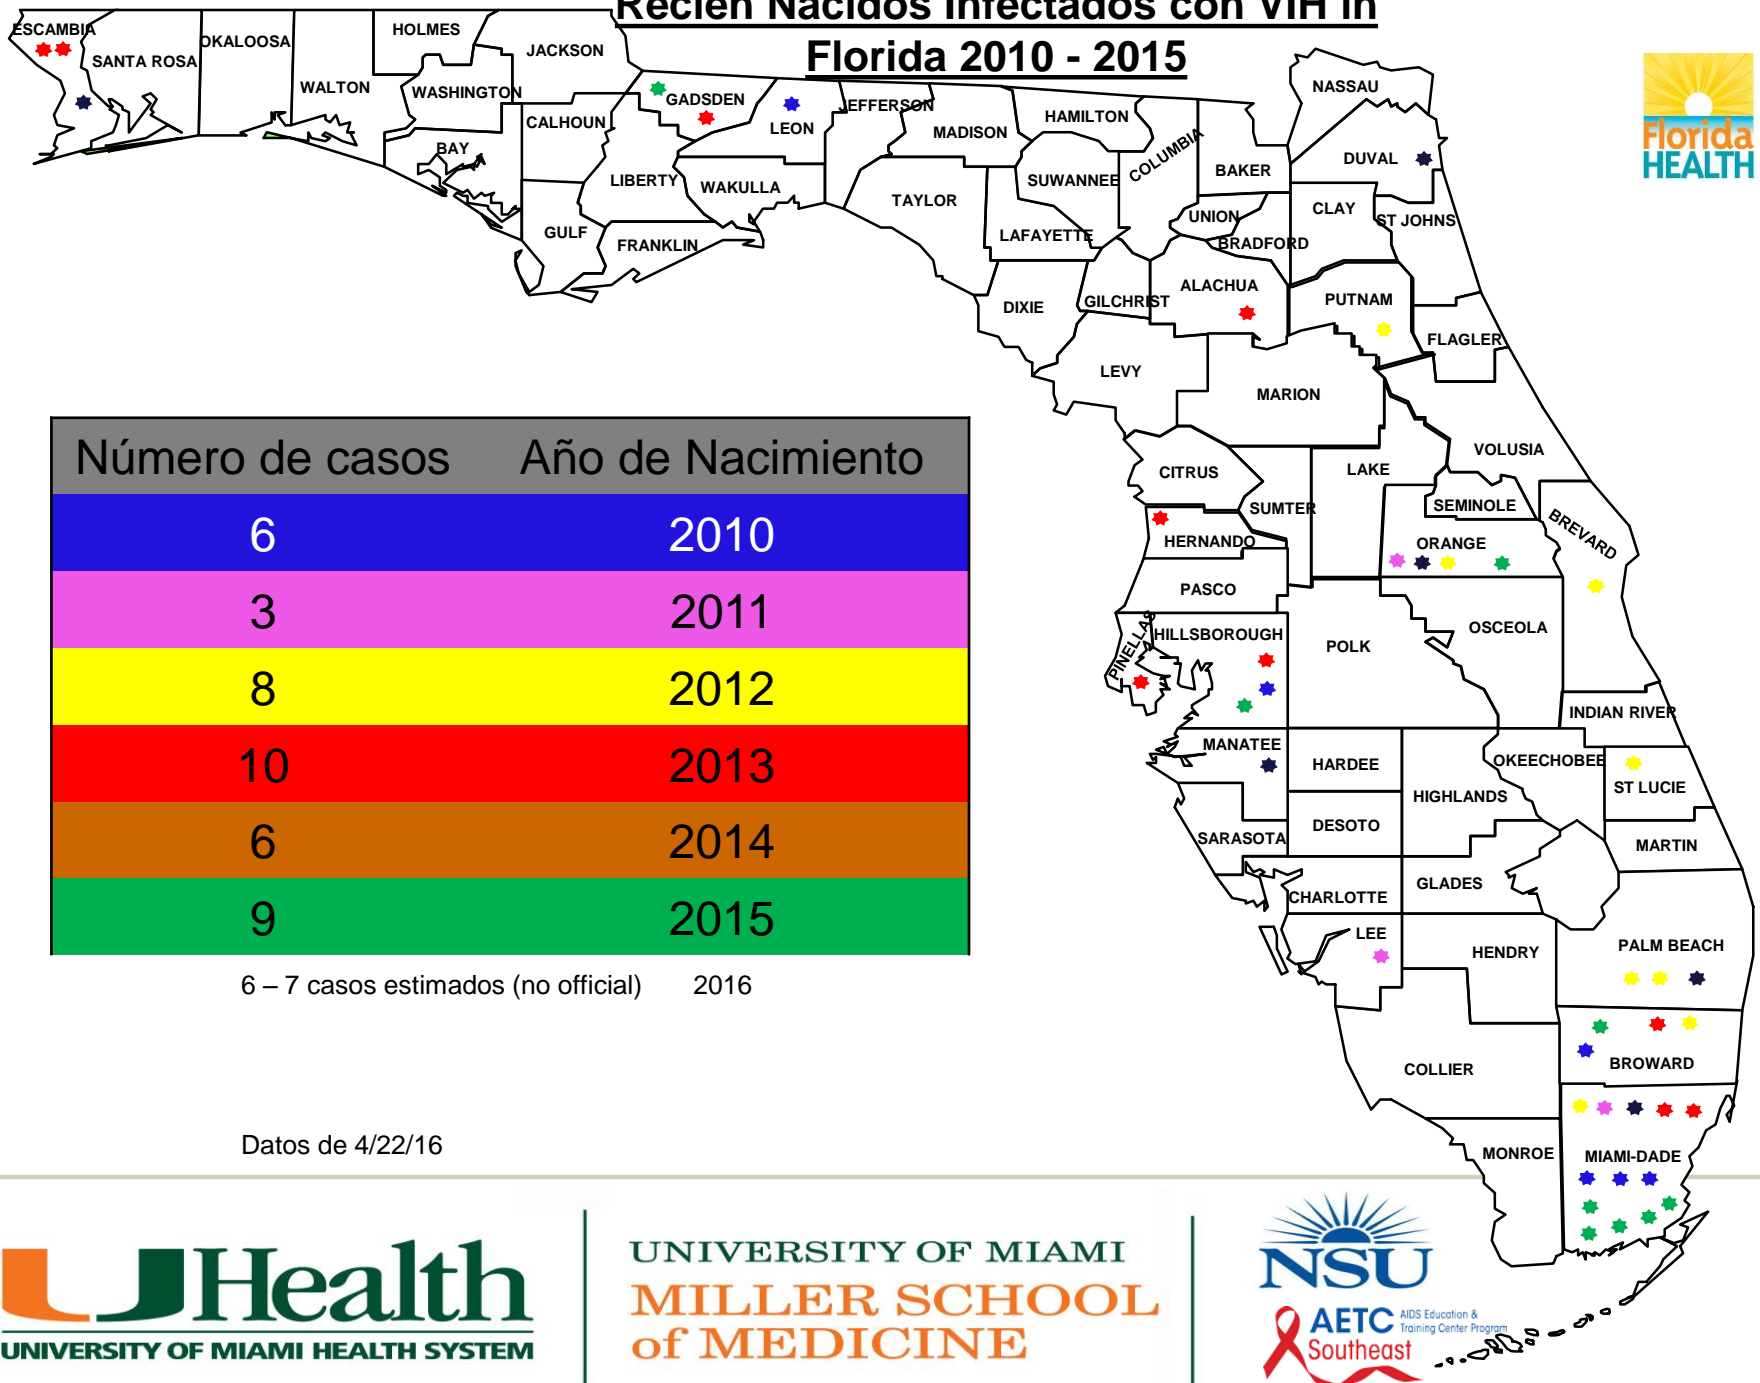 Recién Nacidos Infectados con VIH in
Florida 2010 - 2015
ESCAMBIA
SANTA ROSA
OKALOOSA
WALTON
HOLMES
WASHINGTON
JACKSON
CALHOUN
BAY
GULF
LIBERTY
FRANKLIN
GADSDEN
LEON
WAKULLA
JEFFERSON
MADISON
TAYLOR
HAMILTON
SUWANNEE
LAFAYETTE
COLUMBIA
BAKER
NASSAU
DUVAL
UNION
BRADFORD
CLAY
ST JOHNS
DIXIE
GILCHRIST
ALACHUA
PUTNAM
FLAGLER
LEVY
MARION
VOLUSIA
CITRUS
SUMTER
LAKE
SEMINOLE
ORANGE
BREVARD
HERNANDO
PASCO
PINELLAS
HILLSBOROUGH
POLK
OSCEOLA
INDIAN RIVER
MANATEE
HARDEE
HIGHLANDS
OKEECHOBEE
ST LUCIE
SARASOTA
DESOTO
MARTIN
CHARLOTTE
GLADES
LEE
HENDRY
PALM BEACH
COLLIER
BROWARD
MONROE
MIAMI-DADE
Florida
HEALTH
Número de casos Año de Nacimiento
6 2010
3 2011
8 2012
10 2013
6 2014
9 2015
6 – 7 casos estimados (no official) 2016
Datos de 4/22/16
UHealth
UNIVERSITY OF MIAMI HEALTH SYSTEM
UNIVERSITY OF MIAMI
MILLER SCHOOL
of MEDICINE
NSU
AETC AIDS Education &
Training Center Program
Southeast